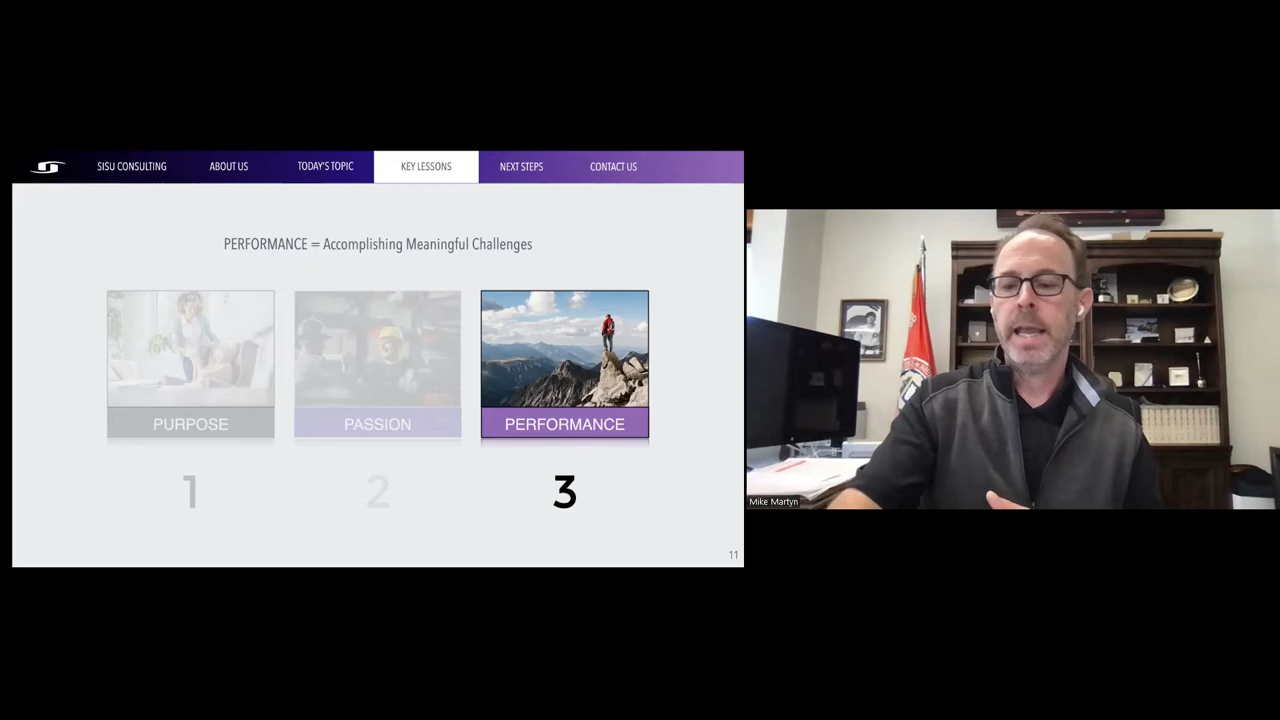 SISU CONSULTING
ABOUT US
TODAY'S TOPIC
KEY LESSONS
NEXT STEPS
CONTACT US
PERFORMANCE = Accomplishing Meaningful Challenges
PURPOSE
PASSION
PERFORMANCE
1
2
3
11
Mike Martyn